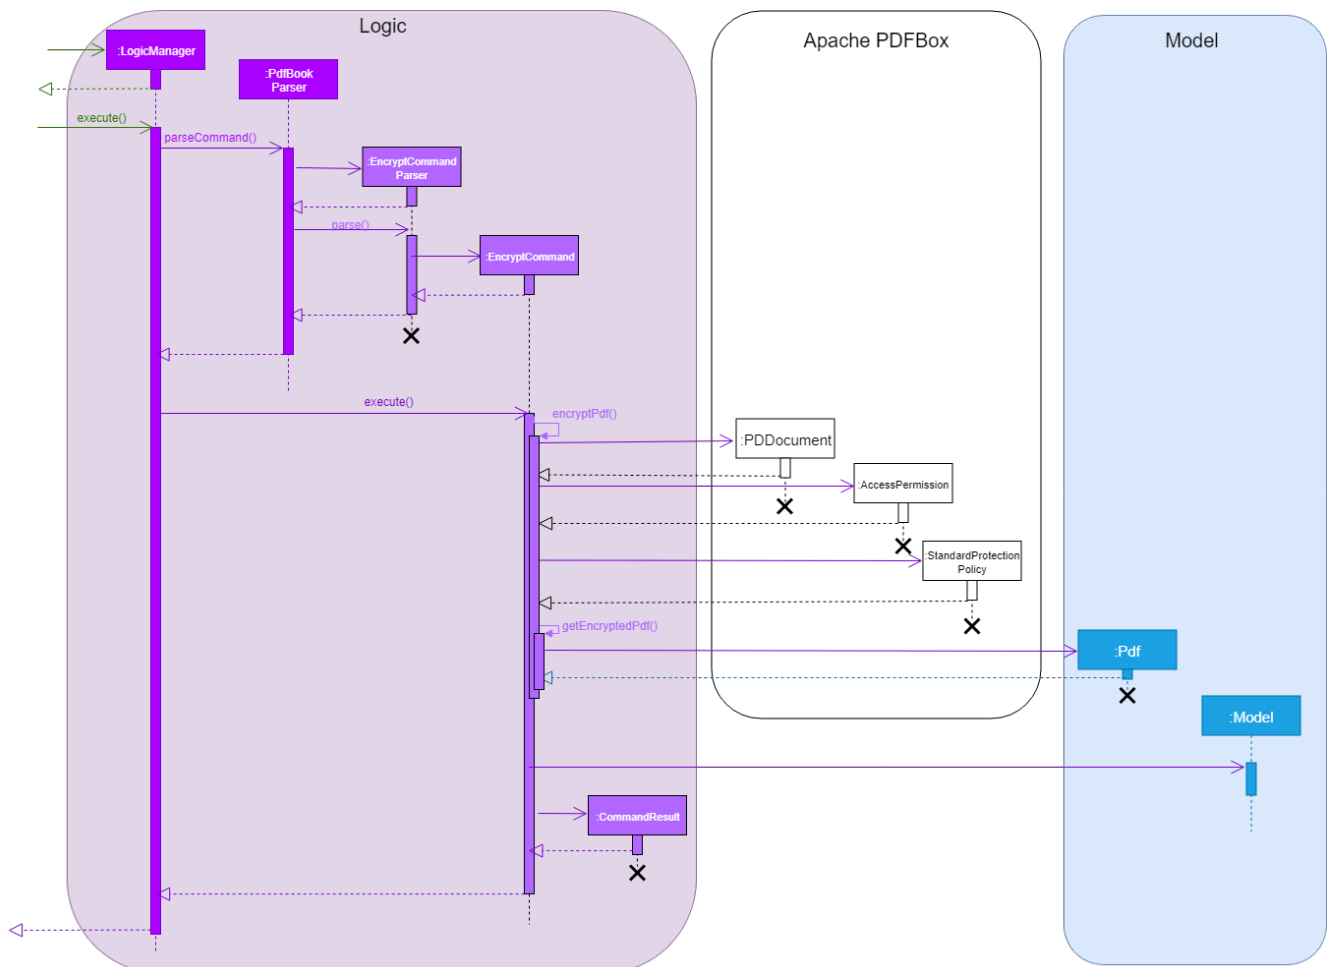 Logic
Apache PDFBox
Model
:LogicManager
:PdfBook
Parser
execute()
parseCommand()
:EncryptCommand
Parser
parse()
:EncryptCommand
execute()
encryptPdf()
:PDDocument
:AccessPermission
:StandardProtection
Policy
getEncryptedPdf()
:Pdf
:Model
:CommandResult